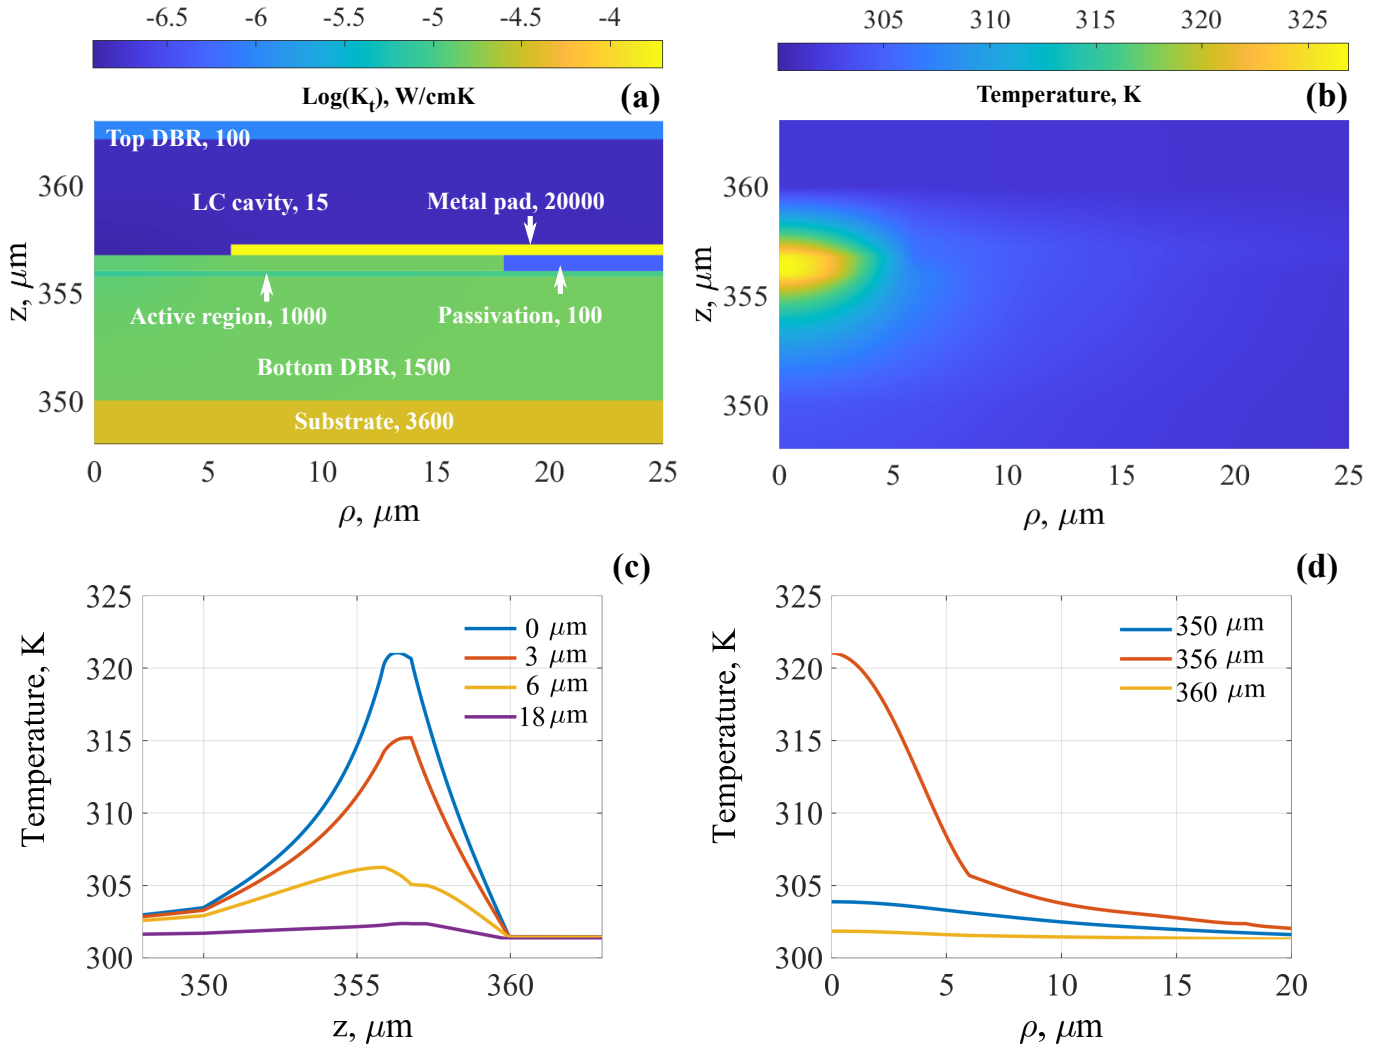 -6.5 -6 -5.5 -5 -4.5 -4
Log(Kt), W/cmK
(a)
Top DBR, 100
LC cavity, 15
Metal pad, 20000
Active region, 1000
Passivation, 100
Bottom DBR, 1500
Substrate, 3600
360
355
350
z, μm
0 5 10 15 20 25
ρ, μm
305 310 315 320 325
Temperature, K
(b)
360
355
350
z, μm
0 5 10 15 20 25
ρ, μm
(c)
325
320
315
310
305
300
Temperature, K
0 μm
3 μm
6 μm
18 μm
350 355 360
z, μm
(d)
325
320
315
310
305
300
Temperature, K
350 μm
356 μm
360 μm
0 5 10 15 20
ρ, μm